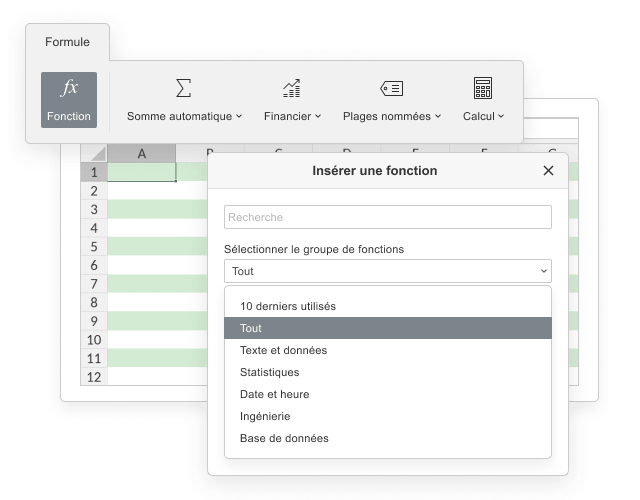 Formule
fx
Fonction
Somme automatique
Financier
Plages nommées
Calcul
A
1
2
3
4
5
6
7
8
9
10
11
12
Insérer une fonction
Recherche
Sélectionner le groupe de fonctions
Tout
10 derniers utilisés
Tout
Texte et données
Statistiques
Date et heure
Ingénierie
Base de données